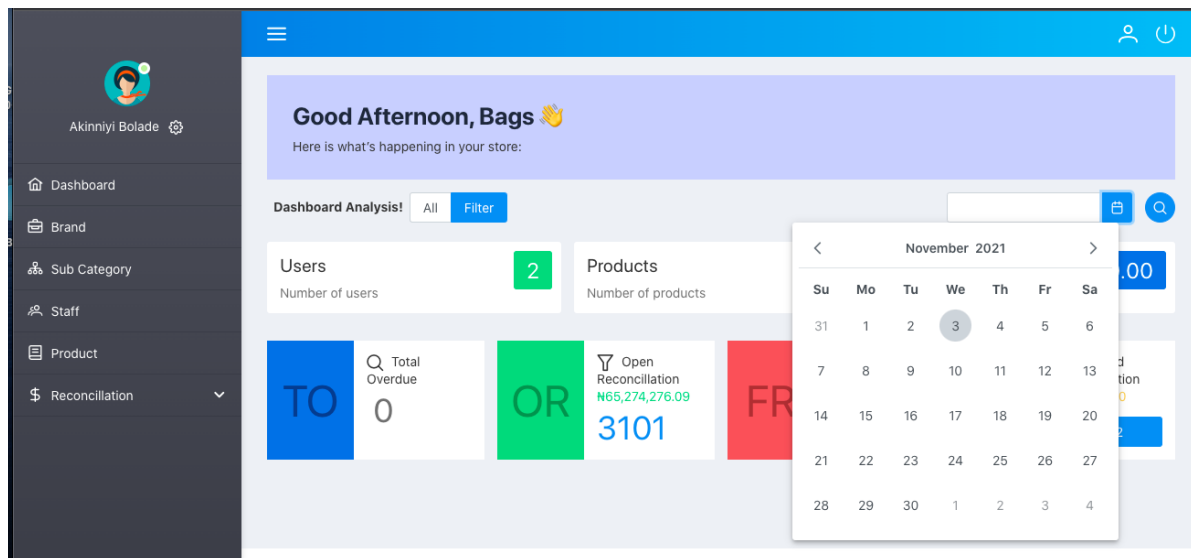 Akinniyi Bolade
Dashboard
Brand
Sub Category
Staff
Product
$ Reconcillation
Good Afternoon, Bags 👋
Here is what's happening in your store:
Dashboard Analysis! All Filter
Users
Number of users
2
Products
Number of products
.00
TO
Total
Overdue
0
OR
Open
Reconcillation
₦65,274,276.09
3101
FR
d
tion
0
2
November 2021
Su Mo Tu We Th Fr Sa
31 1 2 3 4 5 6
7 8 9 10 11 12 13
14 15 16 17 18 19 20
21 22 23 24 25 26 27
28 29 30 1 2 3 4